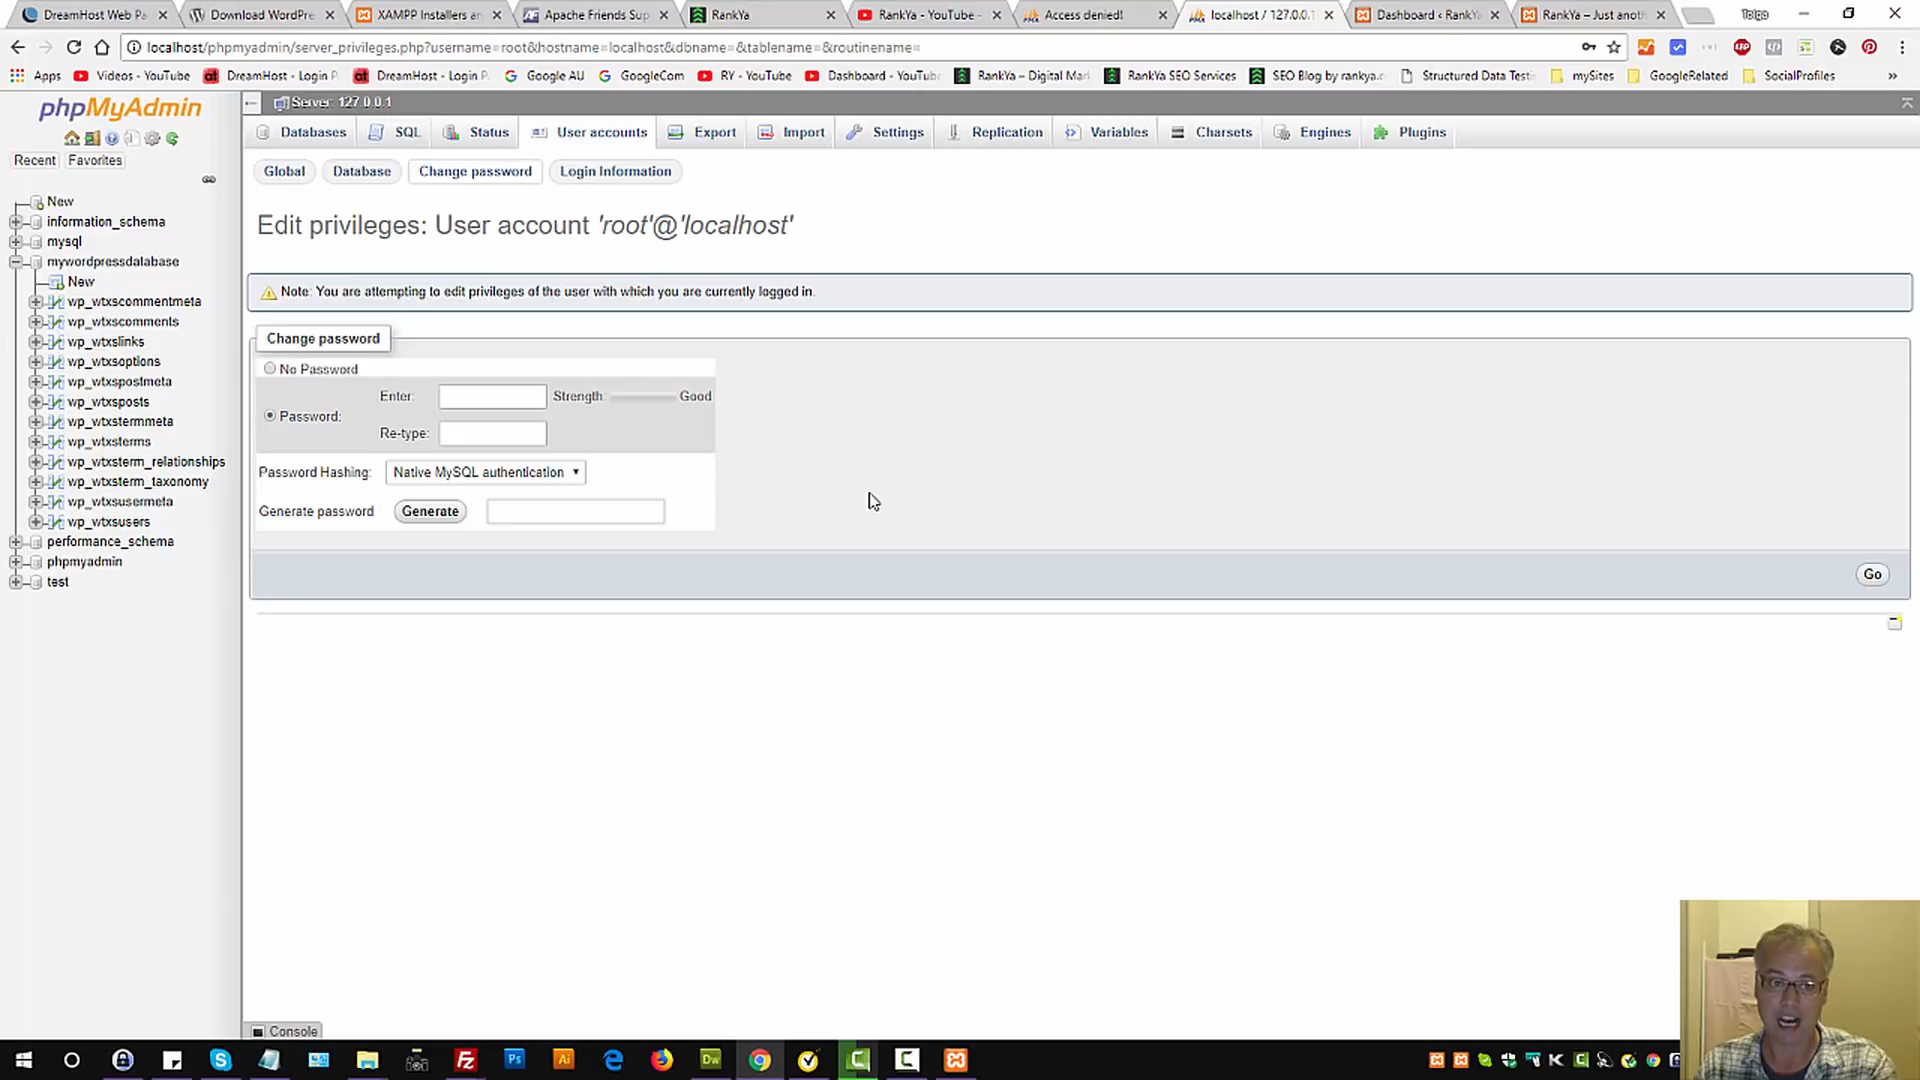 DreamHost Web Pa
Download WordPre
XAMPP Installers an
Apache Friends Sup
RankYa
RankYa - YouTube -
Access denied!
localhost / 127.0.0.1
Dashboard ‹ RankYa
RankYa – Just anoth
Tolga
localhost/phpmyadmin/server_privileges.php?username=root&hostname=localhost&dbname=&tablename=&routinename=
Apps
Videos - YouTube
DreamHost - Login P
DreamHost - Login P
Google AU
GoogleCom
RY - YouTube
Dashboard - YouTub
RankYa – Digital Mar
RankYa SEO Services
SEO Blog by rankya.c
Structured Data Testi
mySites
GoogleRelated
SocialProfiles
»
phpMyAdmin
Recent
Favorites
Server: 127.0.0.1
Databases
SQL
Status
User accounts
Export
Import
Settings
Replication
Variables
Charsets
Engines
Plugins
Global
Database
Change password
Login Information
New
information_schema
mysql
mywordpressdatabase
New
wp_wtxscommentmeta
wp_wtxscomments
wp_wtxslinks
wp_wtxsoptions
wp_wtxspostmeta
wp_wtxsposts
wp_wtxstermmeta
wp_wtxsterms
wp_wtxsterm_relationships
wp_wtxsterm_taxonomy
wp_wtxsusermeta
wp_wtxsusers
performance_schema
phpmyadmin
test
Edit privileges: User account 'root'@'localhost'
Note: You are attempting to edit privileges of the user with which you are currently logged in.
Change password
No Password
Password:
Enter:
Strength:
Good
Re-type:
Password Hashing:
Native MySQL authentication
Generate password
Generate
Go
Console